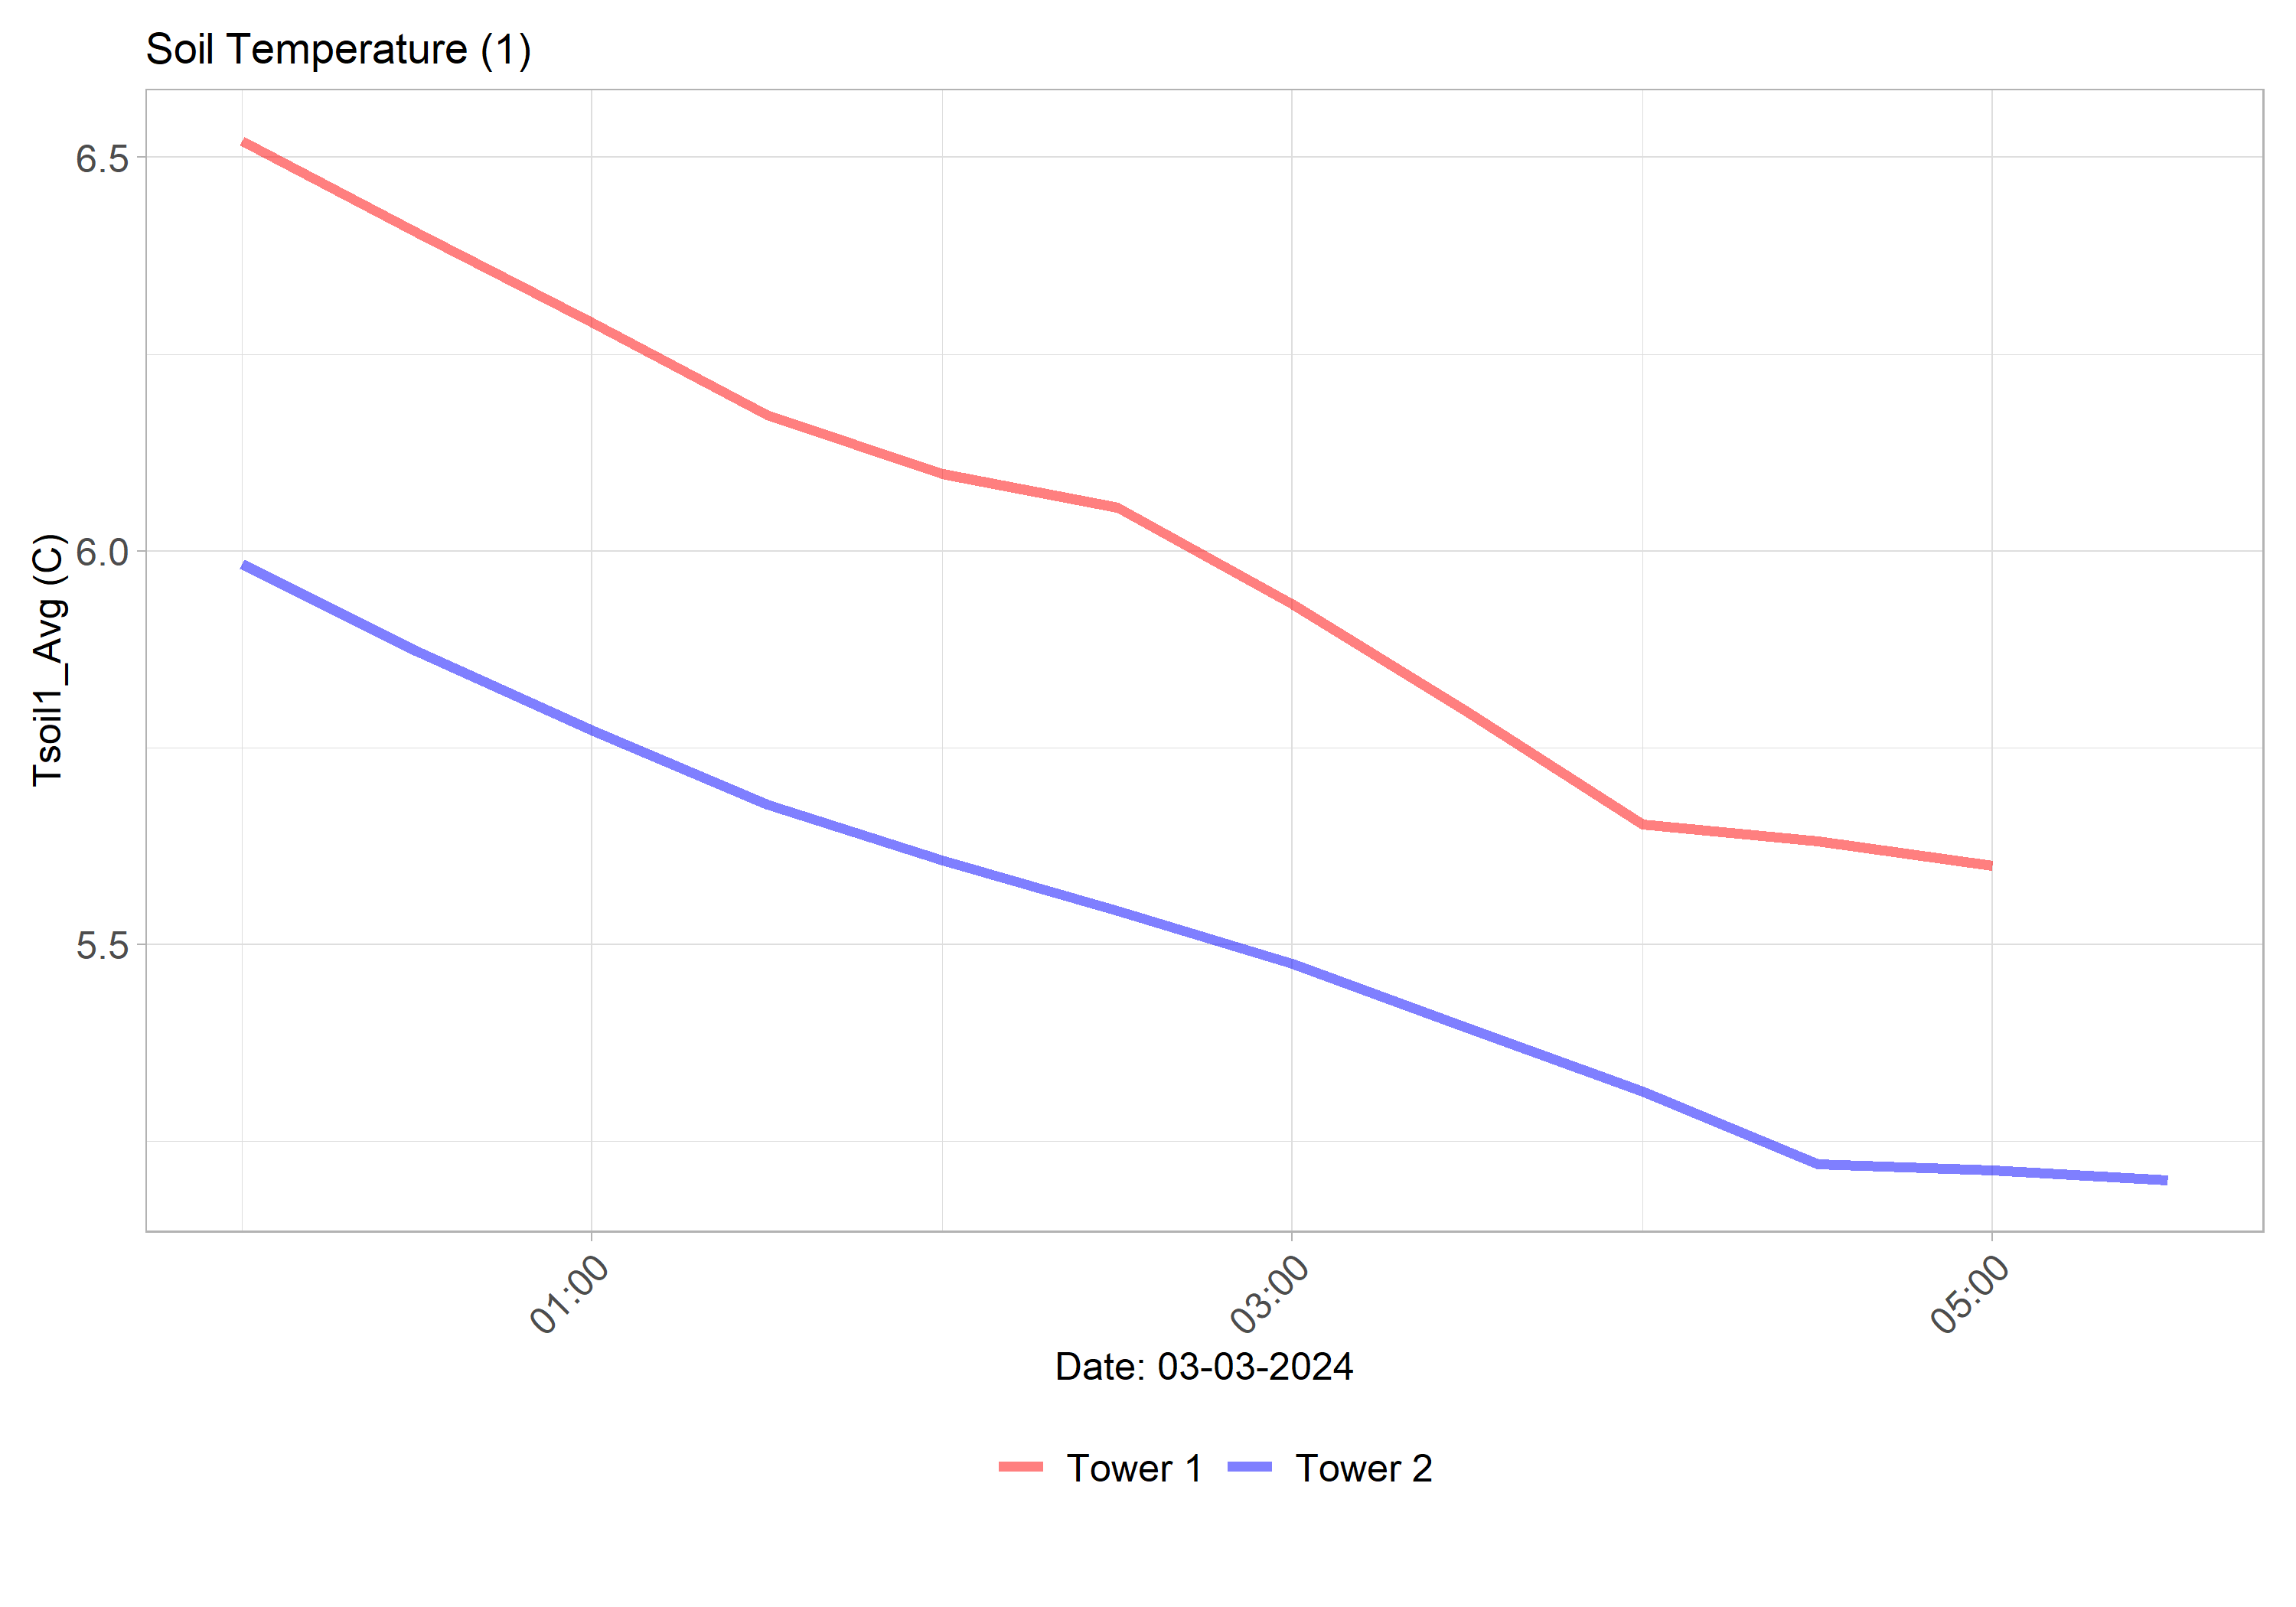 Soil Temperature (1)
6.5
6.0
5.5
Tsoil1_Avg (C)
01:00
03:00
05:00
Date: 03-03-2024
Tower 1
Tower 2